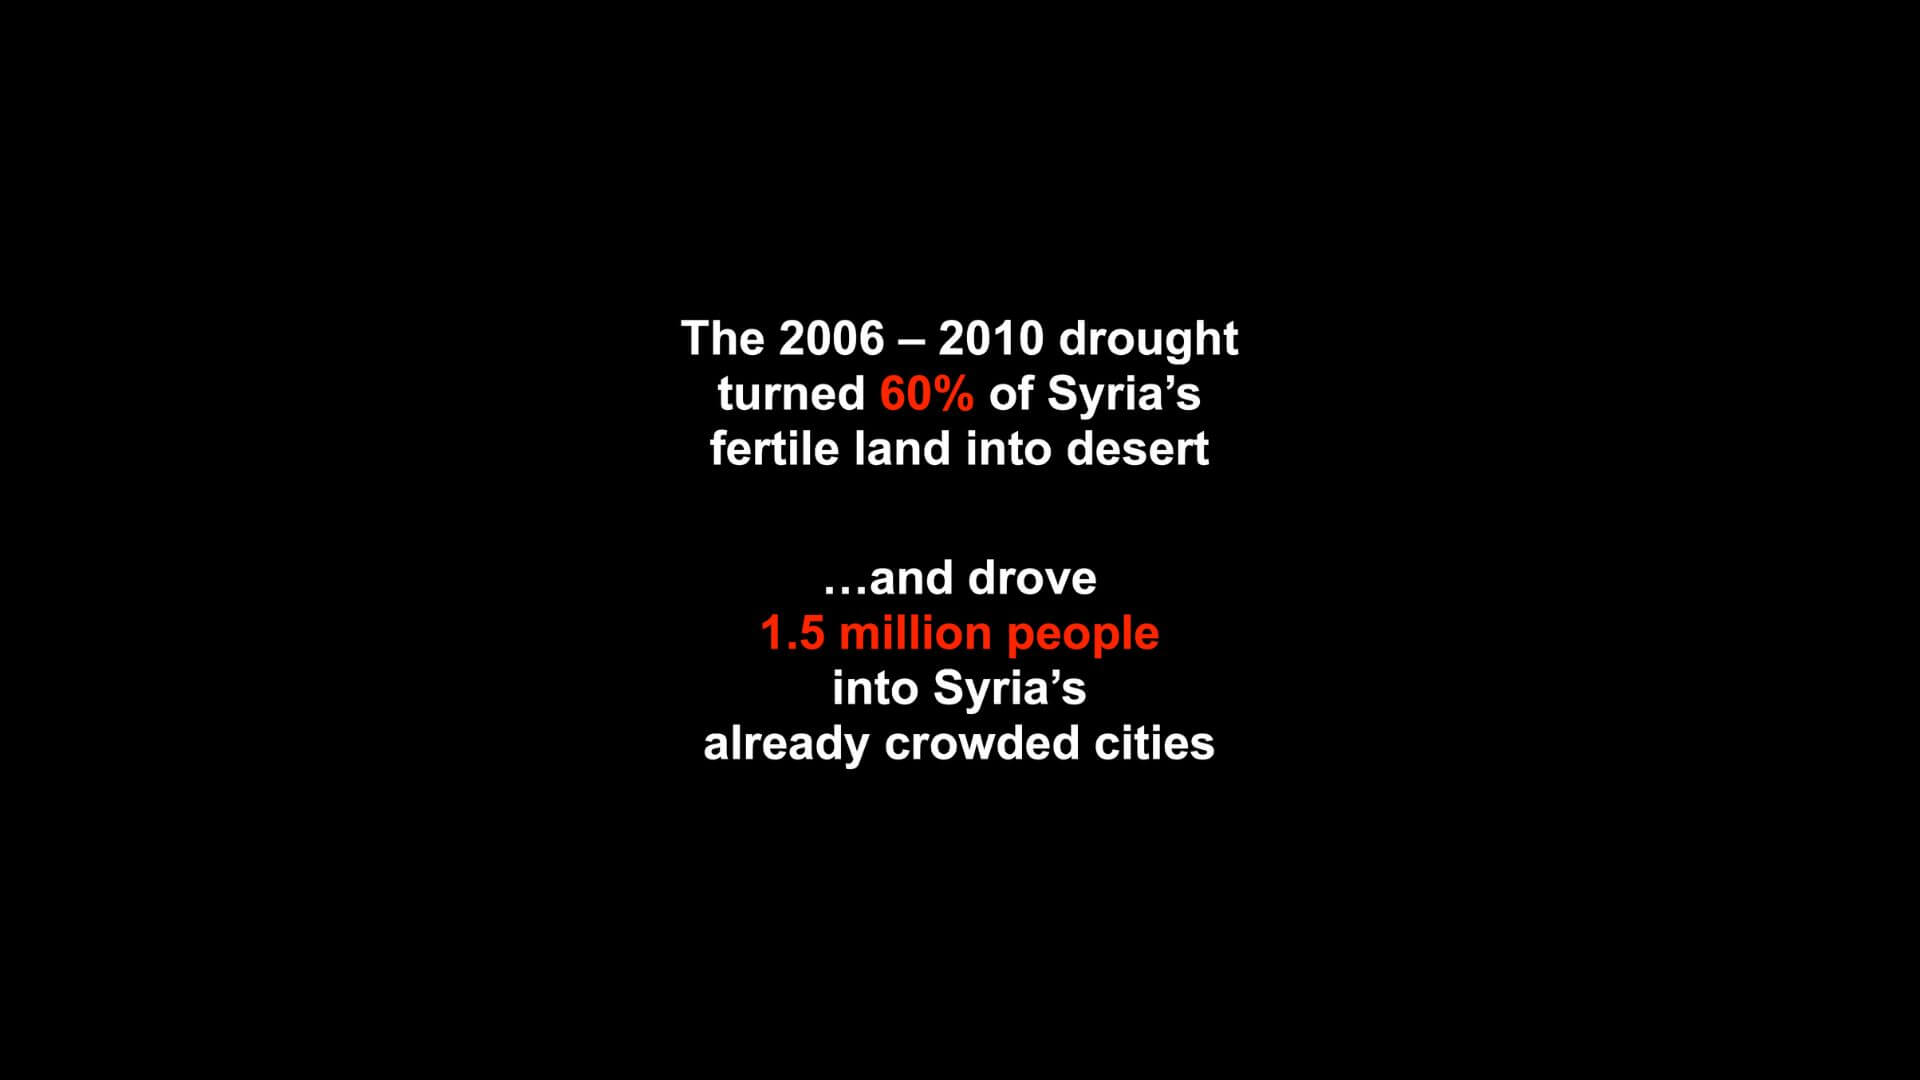 The 2006 – 2010 drought
turned 60% of Syria’s
fertile land into desert
…and drove
1.5 million people
into Syria’s
already crowded cities